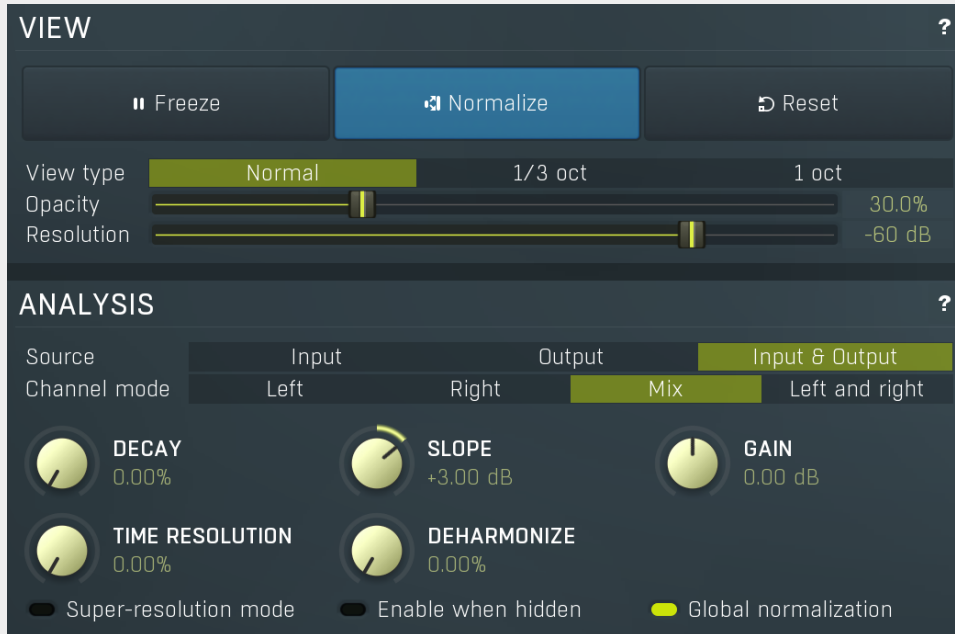 VIEW ?
Freeze Normalize Reset
View type Normal 1/3 oct 1 oct
Opacity 30.0%
Resolution -60 dB
ANALYSIS ?
Source Input Output Input & Output
Channel mode Left Right Mix Left and right
DECAY SLOPE GAIN
0.00% +3.00 dB 0.00 dB
TIME RESOLUTION DEHARMONIZE
0.00% 0.00%
Super-resolution mode Enable when hidden Global normalization